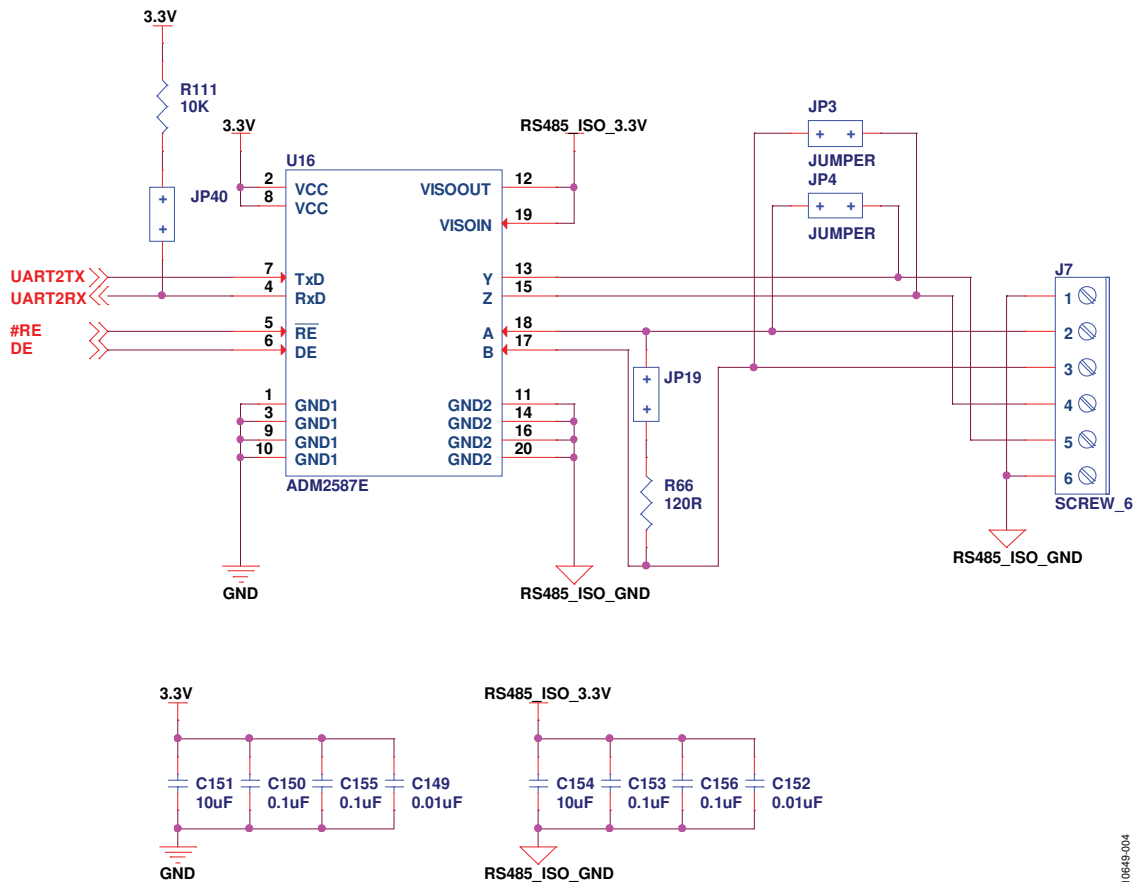 3.3V
R111
10K
3.3V
RS485_ISO_3.3V
JP3
JUMPER
JP4
JUMPER
JP40
U16
2 VCC
8 VCC
VISOOUT 12
VISOIN 19
UART2TX
7 TxD
UART2RX
4 RxD
#RE
5 RE
DE
6 DE
Y 13
Z 15
A 18
B 17
1 GND1
3 GND1
9 GND1
10 GND1
GND2 11
GND2 14
GND2 16
GND2 20
ADM2587E
JP19
R66
120R
J7
1
2
3
4
5
6
SCREW_6
GND
RS485_ISO_GND
RS485_ISO_GND
3.3V
C151
10uF
C150
0.1uF
C155
0.1uF
C149
0.01uF
GND
RS485_ISO_3.3V
C154
10uF
C153
0.1uF
C156
0.1uF
C152
0.01uF
RS485_ISO_GND
10649-004
+ +
+ +
+
+
+
+